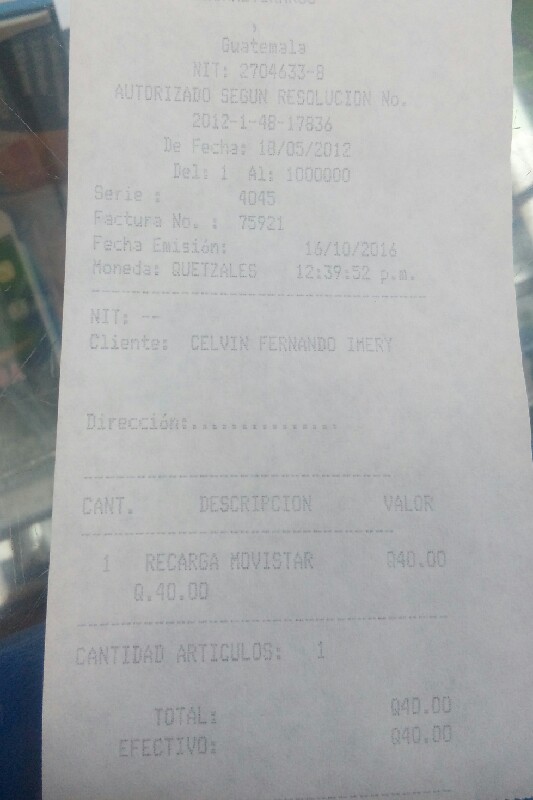 ,
Guatemala
NIT: 2704633-8
AUTORIZADO SEGUN RESOLUCION No.
2012-1-48-17836
De Fecha: 18/05/2012
Del: 1 Al: 1000000
Serie : 4045
Factura No. : 75921
Fecha Emisión: 16/10/2016
Moneda: QUETZALES 12:39:52 p.m.
NIT: --
Cliente: CELVIN FERNANDO IMERY
Dirección:...............
CANT. DESCRIPCION VALOR
1 RECARGA MOVISTAR Q40.00
Q.40.00
CANTIDAD ARTICULOS: 1
TOTAL: Q40.00
EFECTIVO: Q40.00